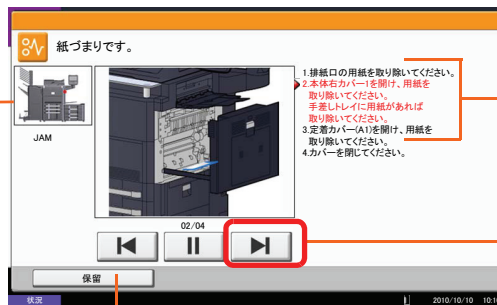 紙づまりです。
JAM
1.排紙口の用紙を取り除いてください。
2.本体右カバー1を開け、用紙を
取り除いてください。
手差しトレイに用紙があれば
取り除いてください。
3.定着カバー(A1)を開け、用紙を
取り除いてください。
4.カバーを閉じてください。
02/04
保留
状況
2010/10/10 10:10